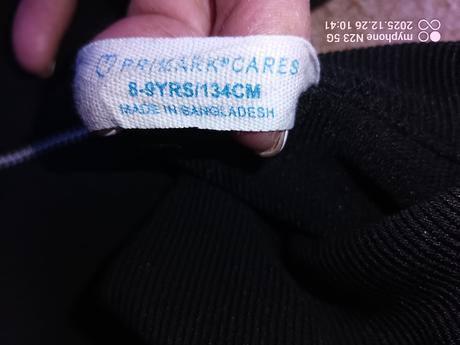 PRIMARK®CARES
8-9YRS/134CM
MADE IN BANGLADESH
myphone N23 5G
2025.12.26 10:41